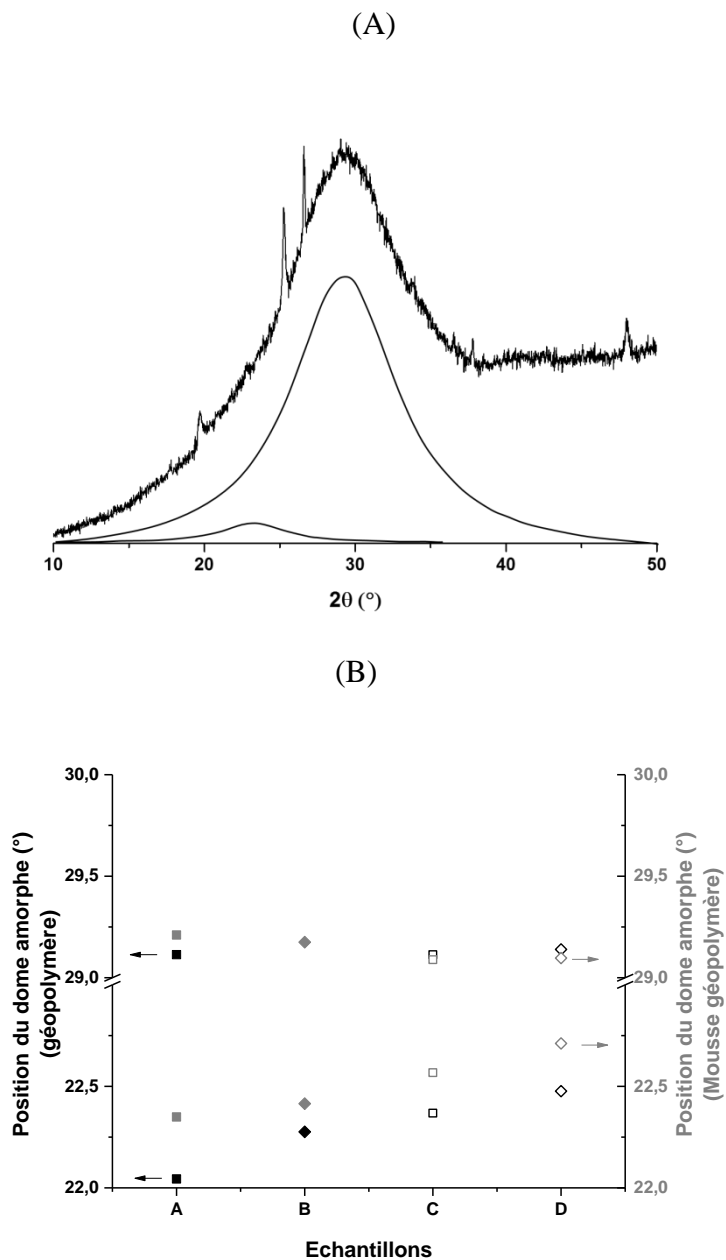 (A)
10 20 30 40 50
2θ (°)
(B)
Position du dome amorphe (°)
(géopolymère)
30,0
29,5
29,0
22,5
22,0
30,0
29,5
29,0
22,5
22,0
Position du dome amorphe (°)
(Mousse géopolymère)
A B C D
Echantillons